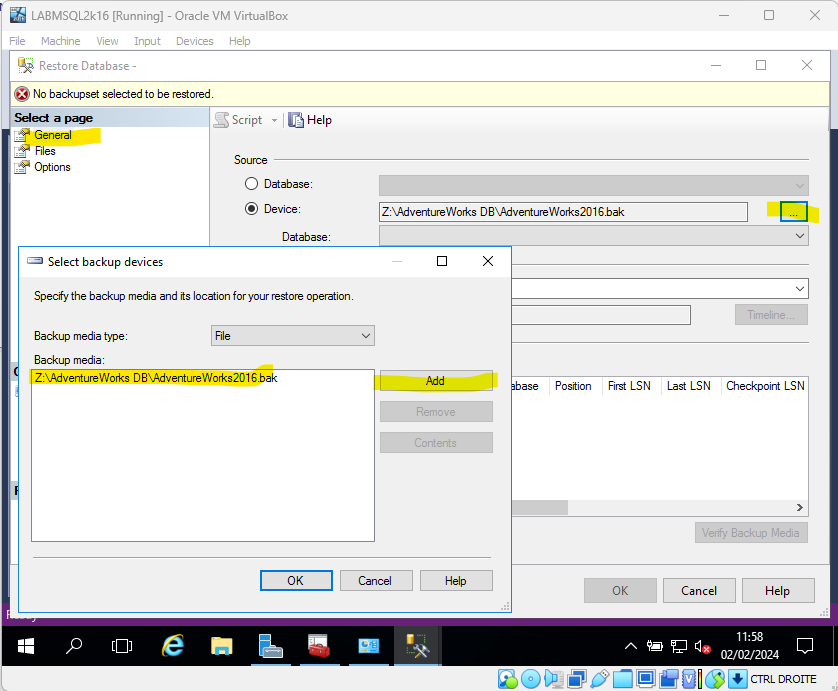 LABMSQL2k16 [Running] - Oracle VM VirtualBox
File Machine View Input Devices Help
Restore Database -
No backupset selected to be restored.
Select a page
General
Files
Options
Script Help
Source
Database:
Device: Z:\AdventureWorks DB\AdventureWorks2016.bak ...
Database:
Timeline...
Position First LSN Last LSN Checkpoint LSN
Verify Backup Media
OK Cancel Help
Select backup devices
Specify the backup media and its location for your restore operation.
Backup media type: File
Backup media:
Z:\AdventureWorks DB\AdventureWorks2016.bak
Add
Remove
Contents
OK Cancel Help
11:58
02/02/2024
CTRL DROITE